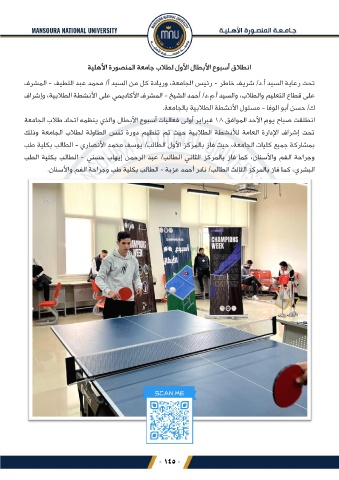 MANSOURA NATIONAL UNIVERSITY
جامعة المنصورة الأهلية
انطلاق أسبوع الأبطال الأول لطلاب جامعة المنصورة الأهلية
تحت رعاية السيد أ.د/ شريف خاطر - رئيس الجامعة، وريادة كل من السيد أ/ محمد عبد اللطيف - المشرف
على قطاع التعليم والطلاب، والسيد أ.م.د/ أحمد الشيخ - المشرف الأكاديمي على الأنشطة الطلابية، وإشراف
ك/ حسن أبو الوفا - مسئول الأنشطة الطلابية بالجامعة.
انطلقت صباح يوم الأحد الموافق ١٨ فبراير أولى فعاليات أسبوع الأبطال والذي ينظمه اتحاد طلاب الجامعة
تحت إشراف الإدارة العامة للأنشطة الطلابية حيث تم تنظيم دورة تنس الطاولة لطلاب الجامعة وذلك
بمشاركة جميع كليات الجامعة، حيث فاز بالمركز الأول الطالب/ يوسف محمد الأنصاري - الطالب بكلية طب
وجراحة الفم والأسنان، كما فاز بالمركز الثاني الطالب/ عبد الرحمن إيهاب حسني - الطالب بكلية الطب
البشري، كما فاز بالمركز الثالث الطالب/ نادر أحمد عزبة - الطالب بكلية طب وجراحة الفم والأسنان.
CHAMPIONS
WEEK
أسبوع
الأبطال
SCAN ME
- ١٤٥ -